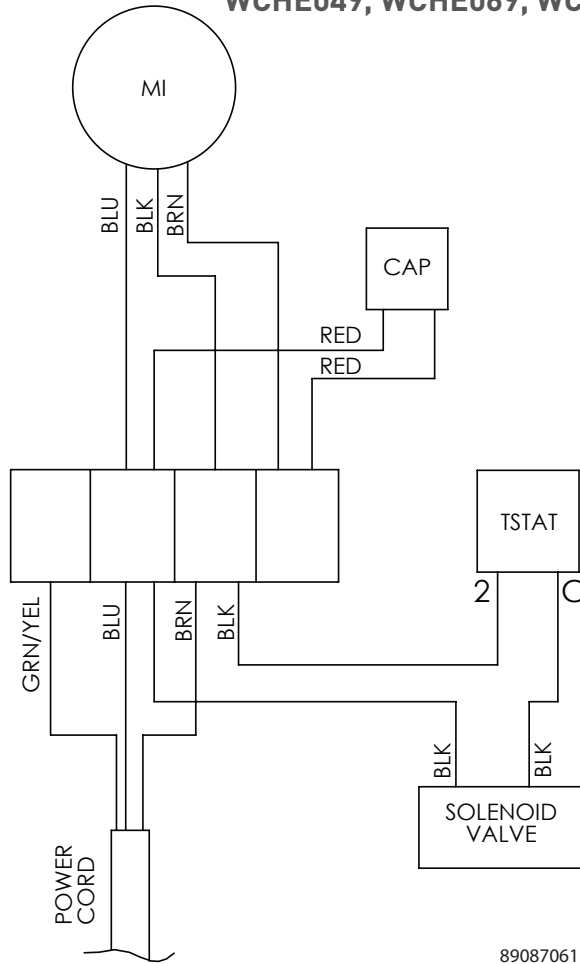 WCHE049, WCHE089, WC
MI
BLU
BLK
BRN
CAP
RED
RED
TSTAT
2
C
GRN/YEL
BLU
BRN
BLK
BLK
BLK
SOLENOID
VALVE
POWER
CORD
89087061